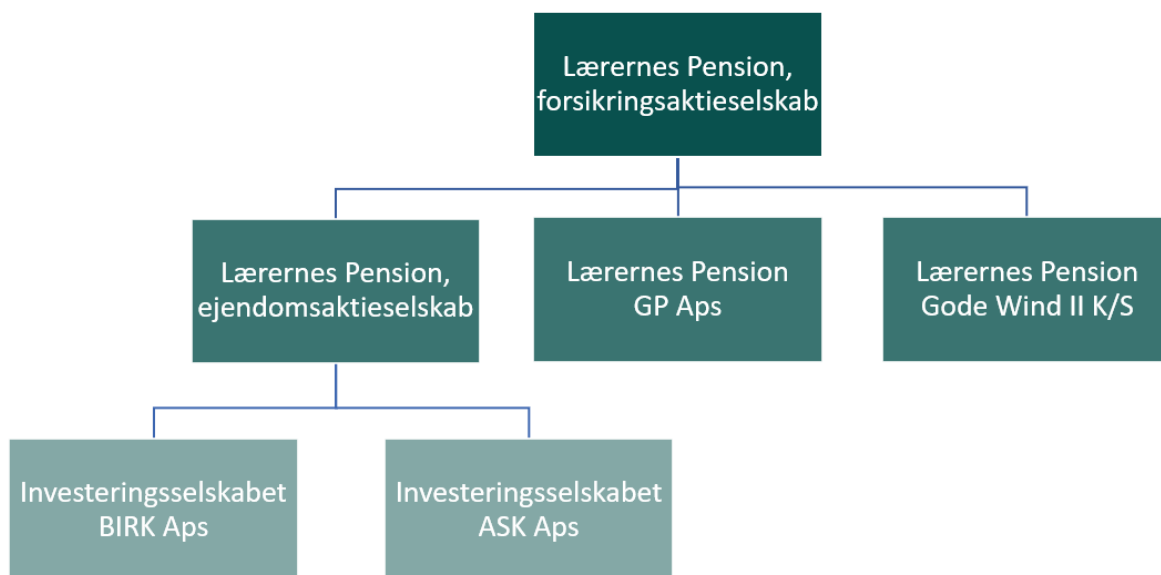 Lærernes Pension,
forsikringsaktieselskab
Lærernes Pension,
ejendomsaktieselskab
Lærernes Pension
GP Aps
Lærernes Pension
Gode Wind II K/S
Investeringsselskabet
BIRK Aps
Investeringsselskabet
ASK Aps